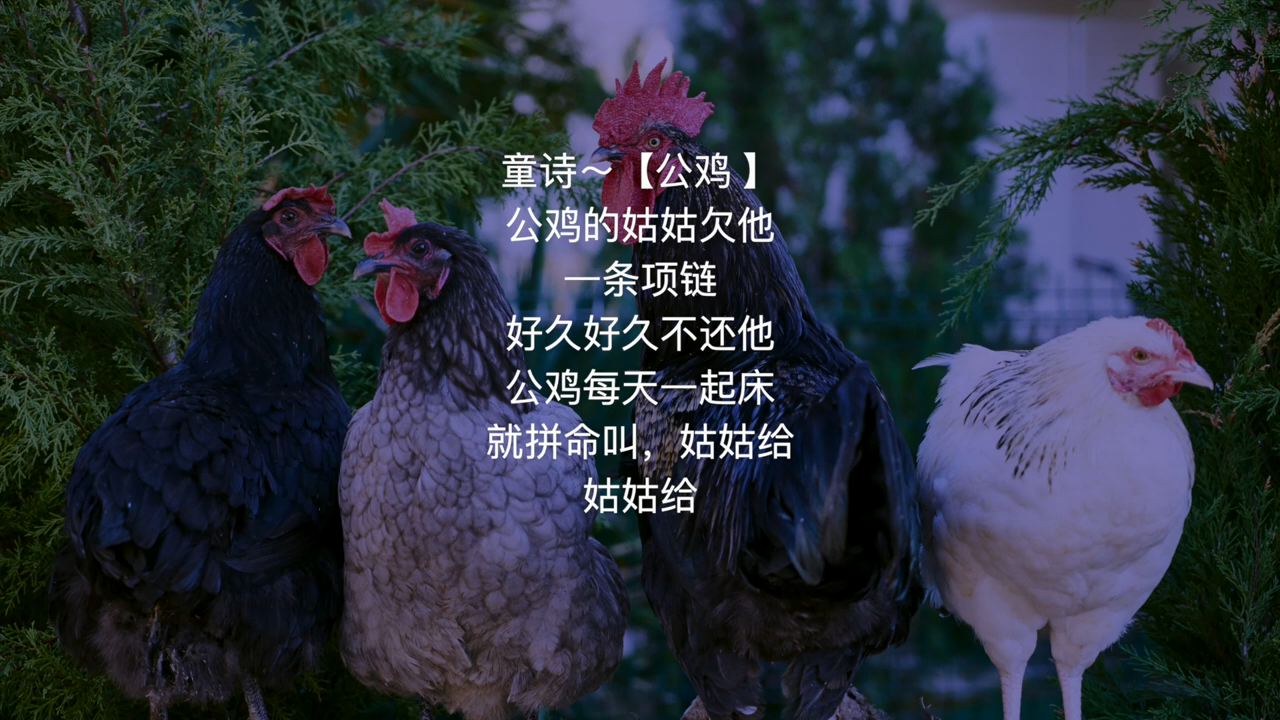 童诗～【公鸡 】
公鸡的姑姑欠他
一条项链
好久好久不还他
公鸡每天一起床
就拼命叫，姑姑给
姑姑给